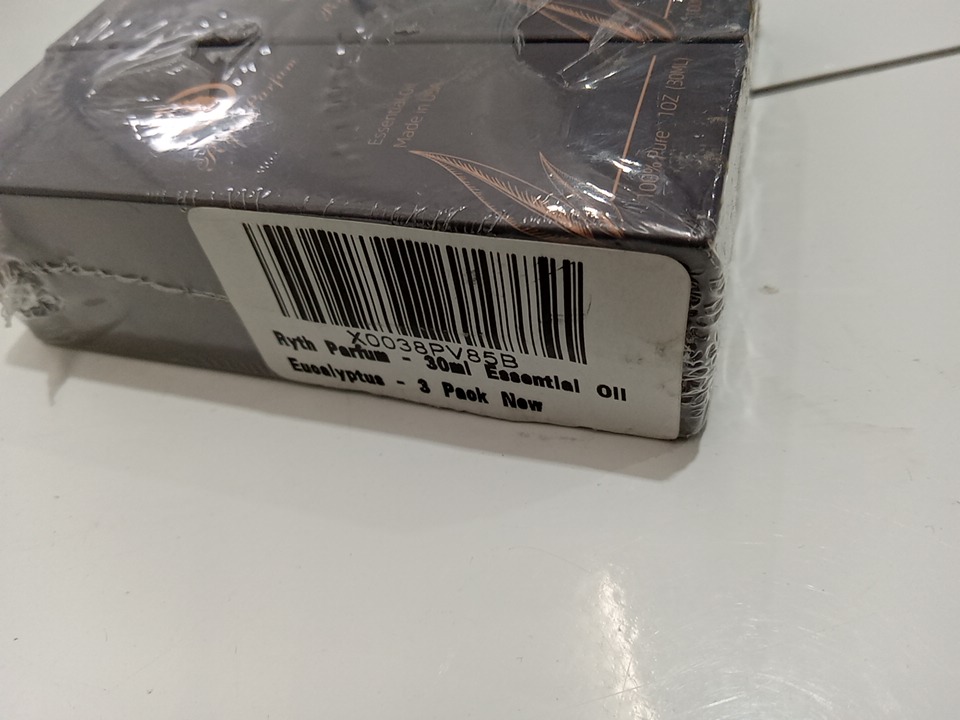 Essential Oil
Made in USA
100% Pure 1OZ (30ML)
X0038PV85B
Ryth Parfum - 30ml Essential Oil
Eucalyptus - 3 Pack New